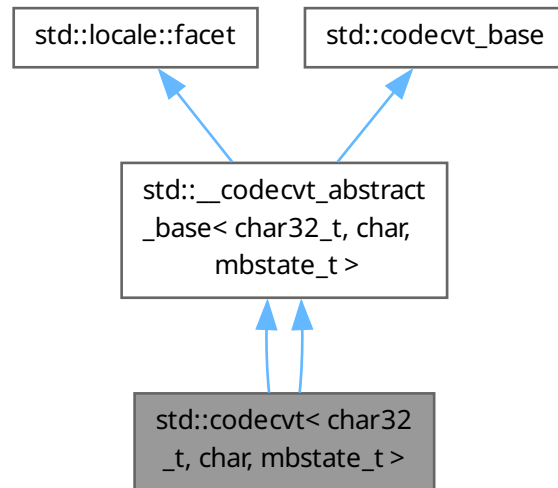 std::locale::facet
std::codecvt_base
std::__codecvt_abstract
_base< char32_t, char,
mbstate_t >
std::codecvt< char32
_t, char, mbstate_t >